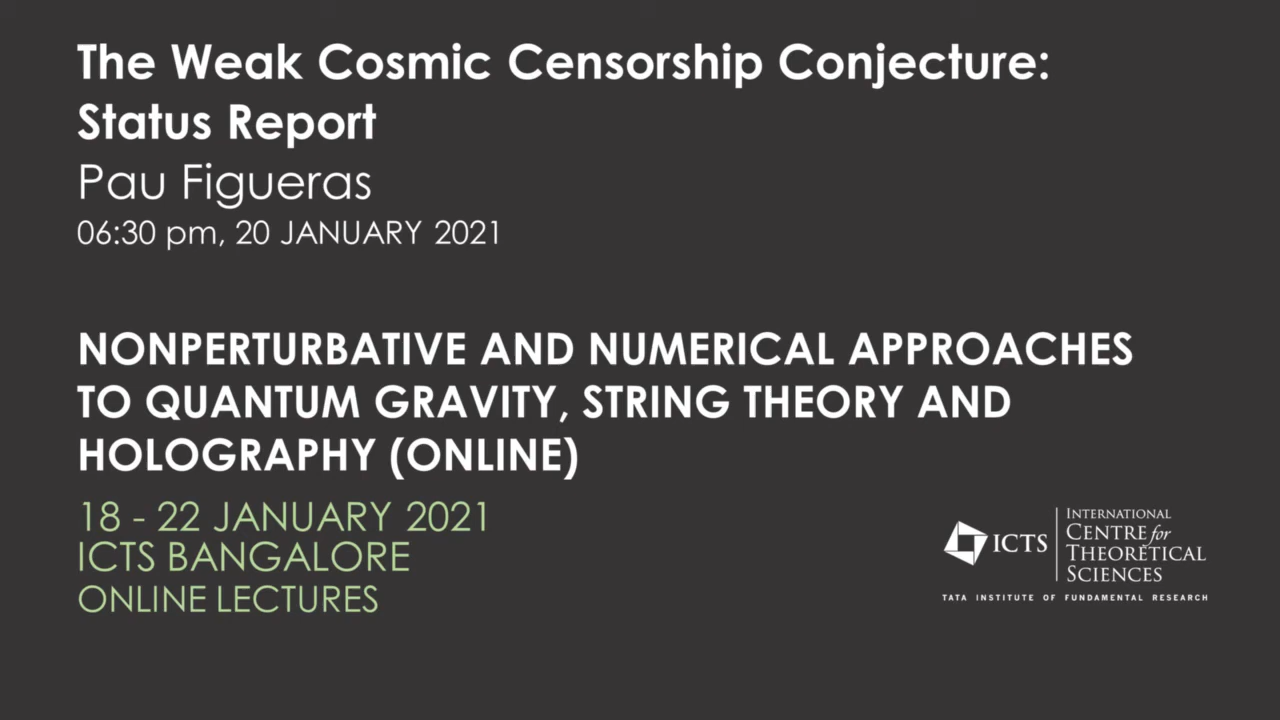 The Weak Cosmic Censorship Conjecture:
Status Report
Pau Figueras
06:30 pm, 20 JANUARY 2021
NONPERTURBATIVE AND NUMERICAL APPROACHES
TO QUANTUM GRAVITY, STRING THEORY AND
HOLOGRAPHY (ONLINE)
18 - 22 JANUARY 2021
ICTS BANGALORE
ONLINE LECTURES
ICTS
INTERNATIONAL
CENTRE for
THEORETICAL
SCIENCES
TATA INSTITUTE OF FUNDAMENTAL RESEARCH